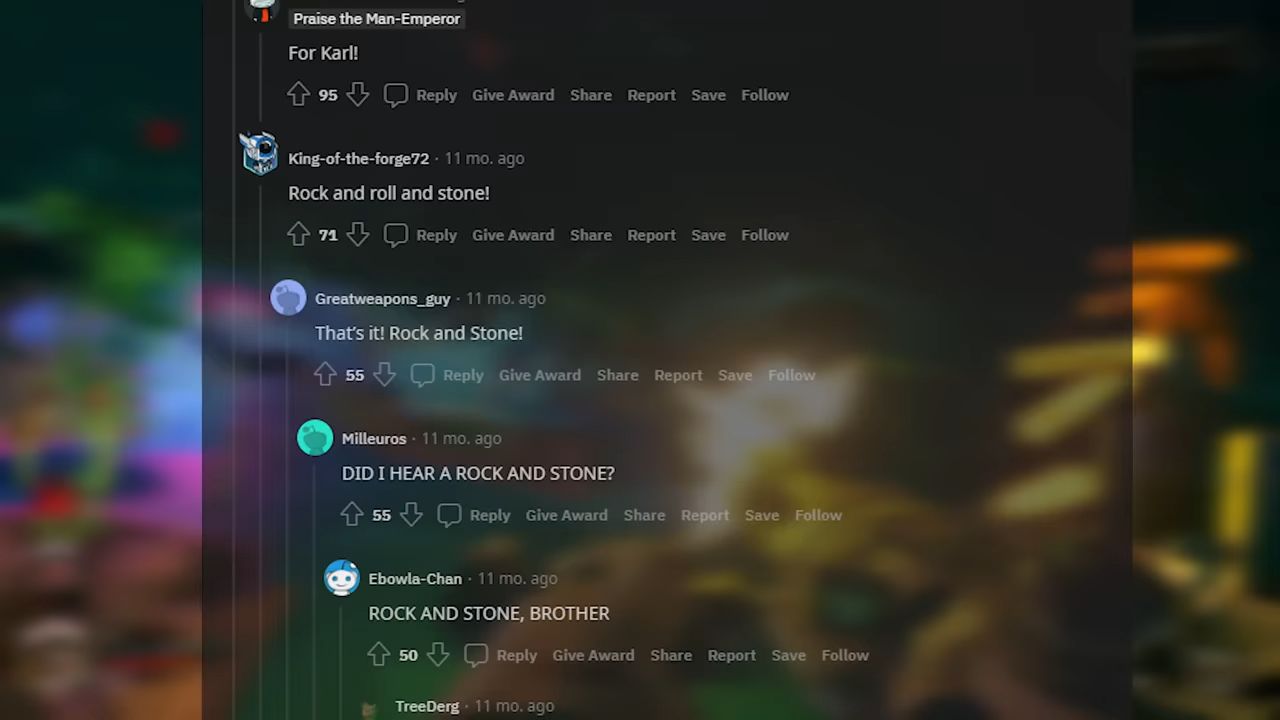 Praise the Man-Emperor
For Karl!
95 Reply Give Award Share Report Save Follow
King-of-the-forge72 · 11 mo. ago
Rock and roll and stone!
71 Reply Give Award Share Report Save Follow
Greatweapons_guy · 11 mo. ago
That’s it! Rock and Stone!
55 Reply Give Award Share Report Save Follow
Milleuros · 11 mo. ago
DID I HEAR A ROCK AND STONE?
55 Reply Give Award Share Report Save Follow
Ebowla-Chan · 11 mo. ago
ROCK AND STONE, BROTHER
50 Reply Give Award Share Report Save Follow
TreeDerg · 11 mo. ago